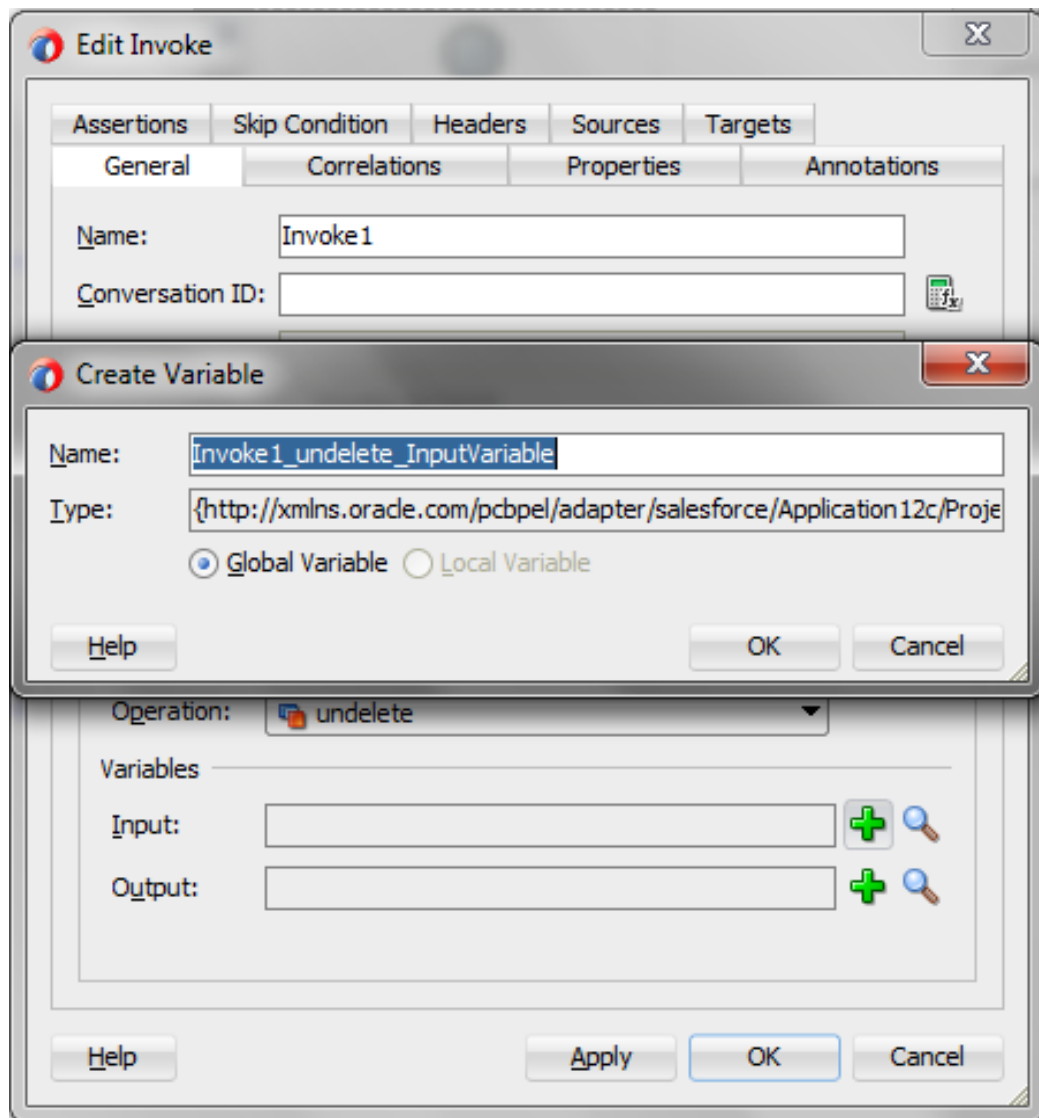 Edit Invoke
Assertions Skip Condition Headers Sources Targets
General Correlations Properties Annotations
Name: Invoke1
Conversation ID:
Create Variable
Name: Invoke1_undelete_InputVariable
Type: {http://xmlns.oracle.com/pcbpel/adapter/salesforce/Application12c/Proje
Global Variable Local Variable
Help OK Cancel
Operation: undelete
Variables
Input:
Output:
Help Apply OK Cancel